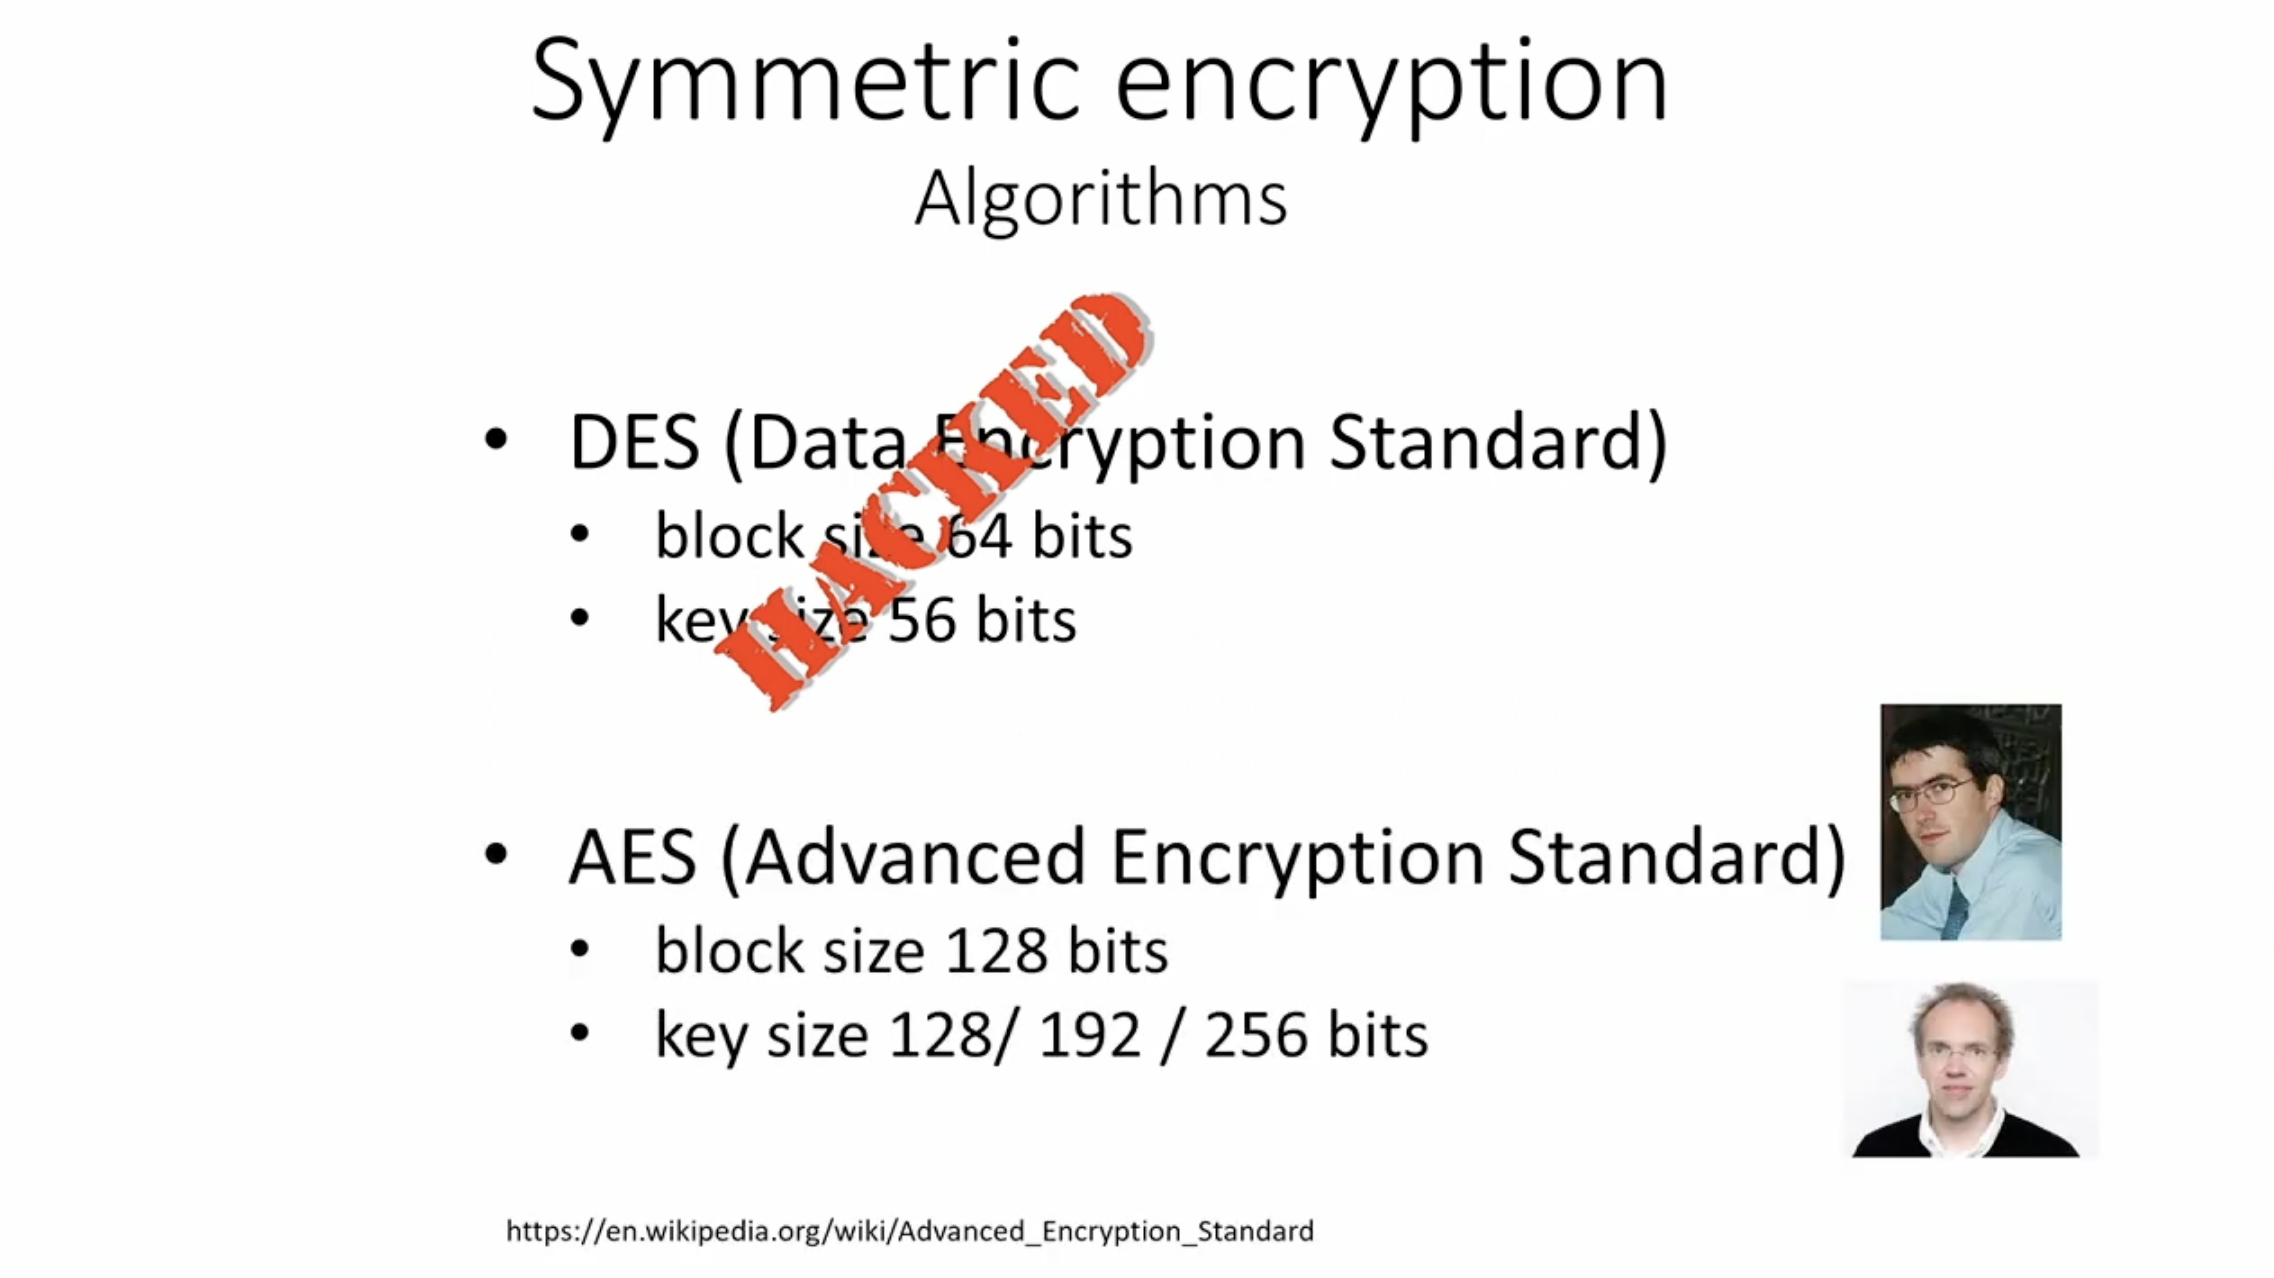 Symmetric encryption
Algorithms
HACKED
• DES (Data Encryption Standard)
• block size 64 bits
• key size 56 bits
• AES (Advanced Encryption Standard)
• block size 128 bits
• key size 128/ 192 / 256 bits
https://en.wikipedia.org/wiki/Advanced_Encryption_Standard